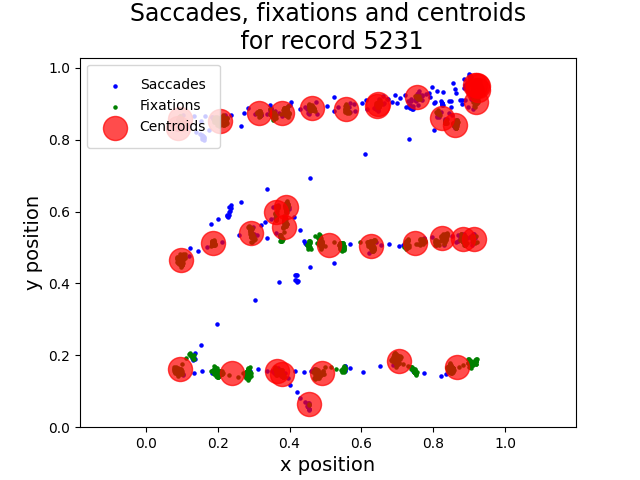 Saccades, fixations and centroids
for record 5231
Saccades
Fixations
Centroids
1.0
0.8
0.6
0.4
0.2
0.0
y position
0.0 0.2 0.4 0.6 0.8 1.0
x position